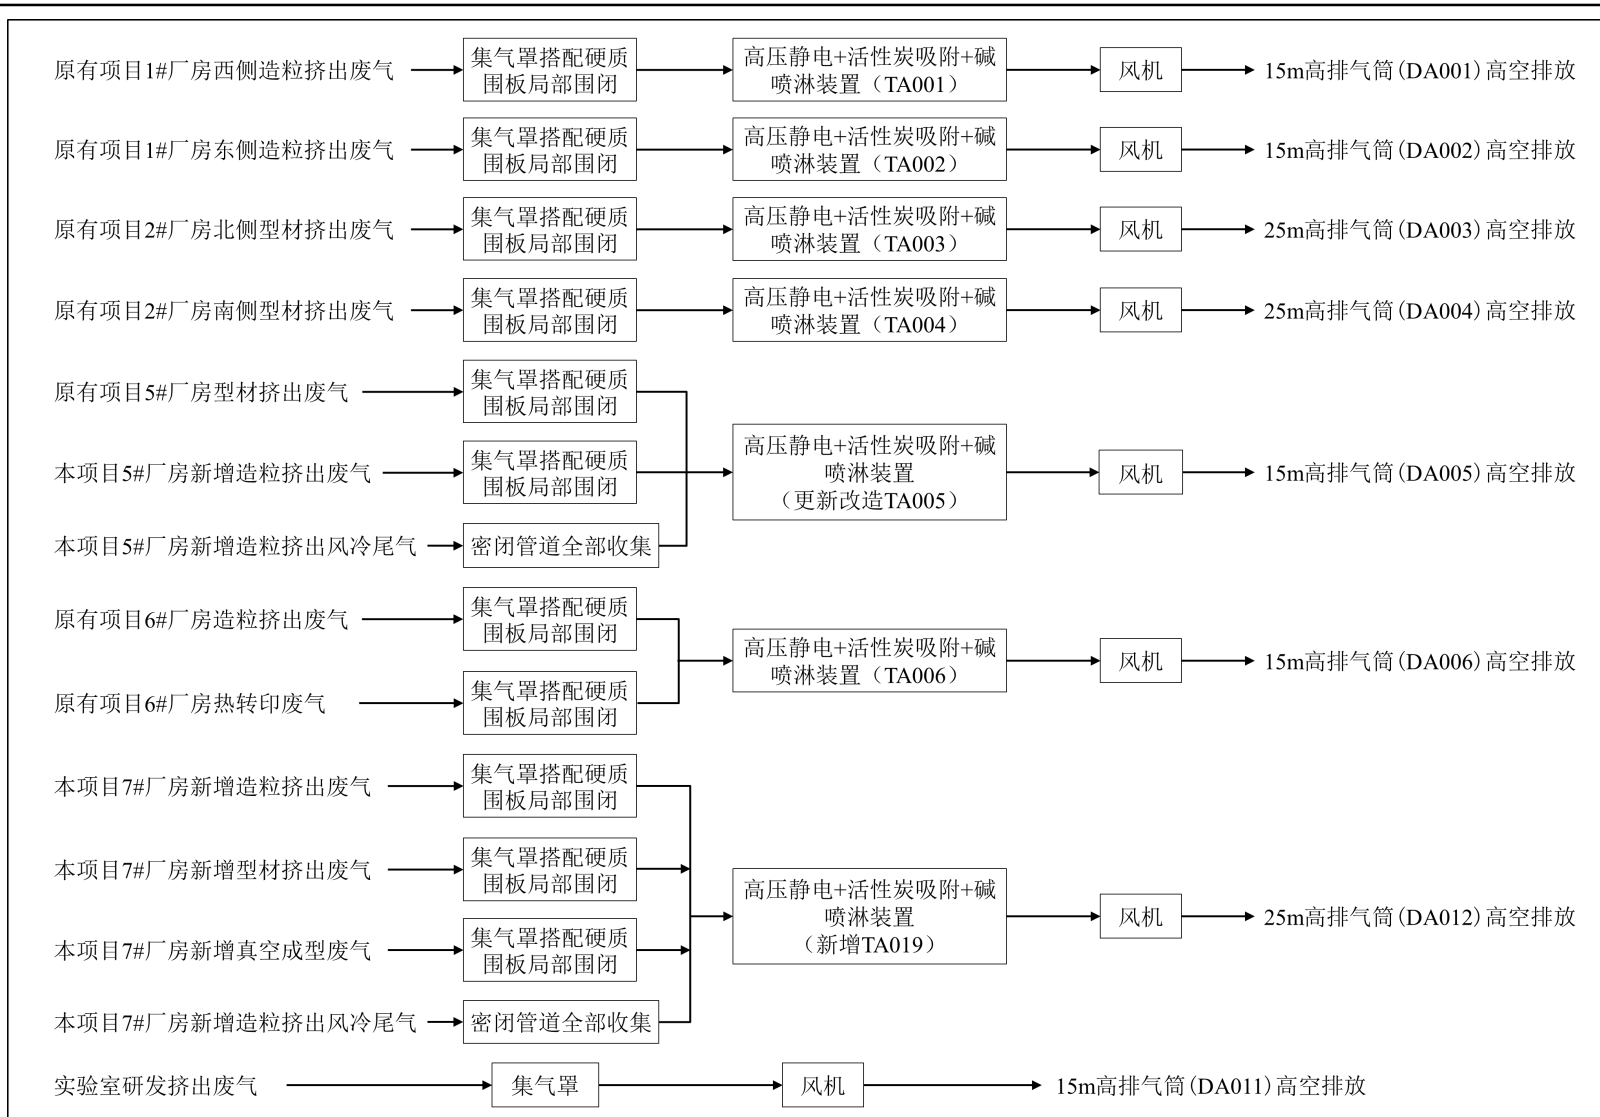 原有项目1#厂房西侧造粒挤出废气
集气罩搭配硬质
围板局部围闭
高压静电+活性炭吸附+碱
喷淋装置（TA001）
风机
15m高排气筒(DA001)高空排放
原有项目1#厂房东侧造粒挤出废气
集气罩搭配硬质
围板局部围闭
高压静电+活性炭吸附+碱
喷淋装置（TA002）
风机
15m高排气筒(DA002)高空排放
原有项目2#厂房北侧型材挤出废气
集气罩搭配硬质
围板局部围闭
高压静电+活性炭吸附+碱
喷淋装置（TA003）
风机
25m高排气筒(DA003)高空排放
原有项目2#厂房南侧型材挤出废气
集气罩搭配硬质
围板局部围闭
高压静电+活性炭吸附+碱
喷淋装置（TA004）
风机
25m高排气筒(DA004)高空排放
原有项目5#厂房型材挤出废气
集气罩搭配硬质
围板局部围闭
本项目5#厂房新增造粒挤出废气
集气罩搭配硬质
围板局部围闭
本项目5#厂房新增造粒挤出风冷尾气
密闭管道全部收集
高压静电+活性炭吸附+碱
喷淋装置
（更新改造TA005）
风机
15m高排气筒(DA005)高空排放
原有项目6#厂房造粒挤出废气
集气罩搭配硬质
围板局部围闭
原有项目6#厂房热转印废气
集气罩搭配硬质
围板局部围闭
高压静电+活性炭吸附+碱
喷淋装置（TA006）
风机
15m高排气筒(DA006)高空排放
本项目7#厂房新增造粒挤出废气
集气罩搭配硬质
围板局部围闭
本项目7#厂房新增型材挤出废气
集气罩搭配硬质
围板局部围闭
本项目7#厂房新增真空成型废气
集气罩搭配硬质
围板局部围闭
本项目7#厂房新增造粒挤出风冷尾气
密闭管道全部收集
高压静电+活性炭吸附+碱
喷淋装置
（新增TA019）
风机
25m高排气筒(DA012)高空排放
实验室研发挤出废气
集气罩
风机
15m高排气筒(DA011)高空排放